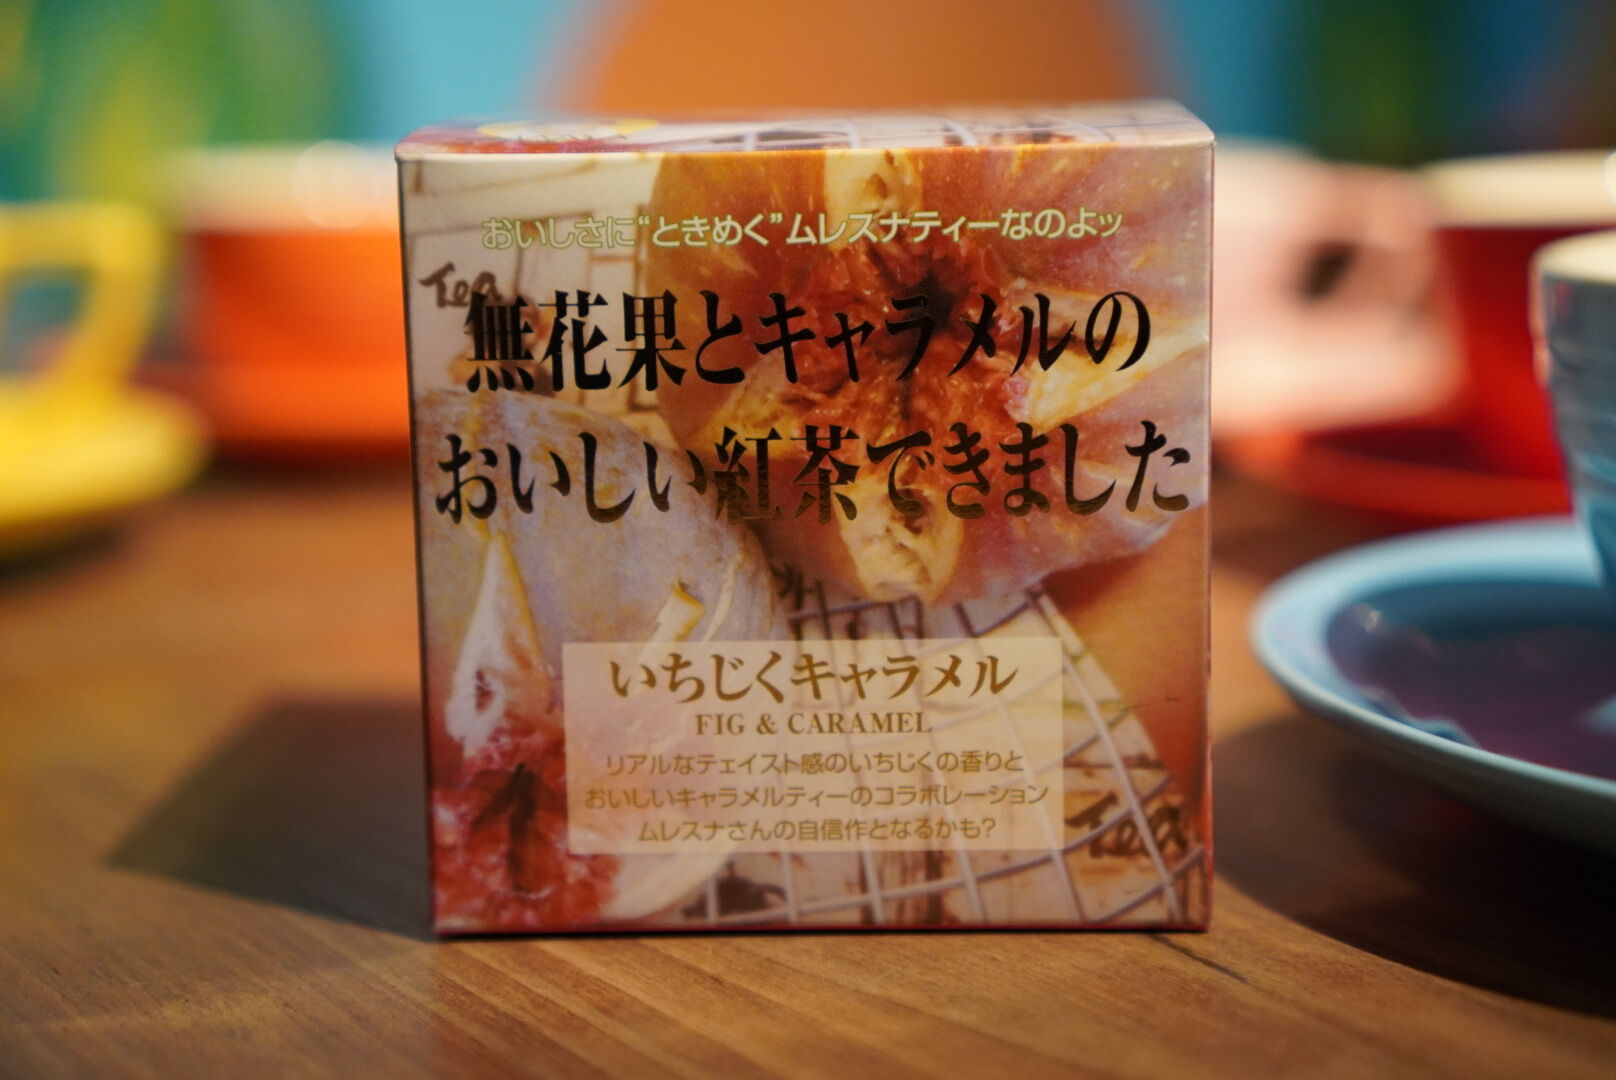 おいしさに“ときめく”ムレスナティーなのよッ
Tea
無花果とキャラメルの
おいしい紅茶できました
いちじくキャラメル
FIG & CARAMEL
リアルなテェイスト感のいちじくの香りと
おいしいキャラメルティーのコラボレーション
ムレスナさんの自信作となるかも?
Tea